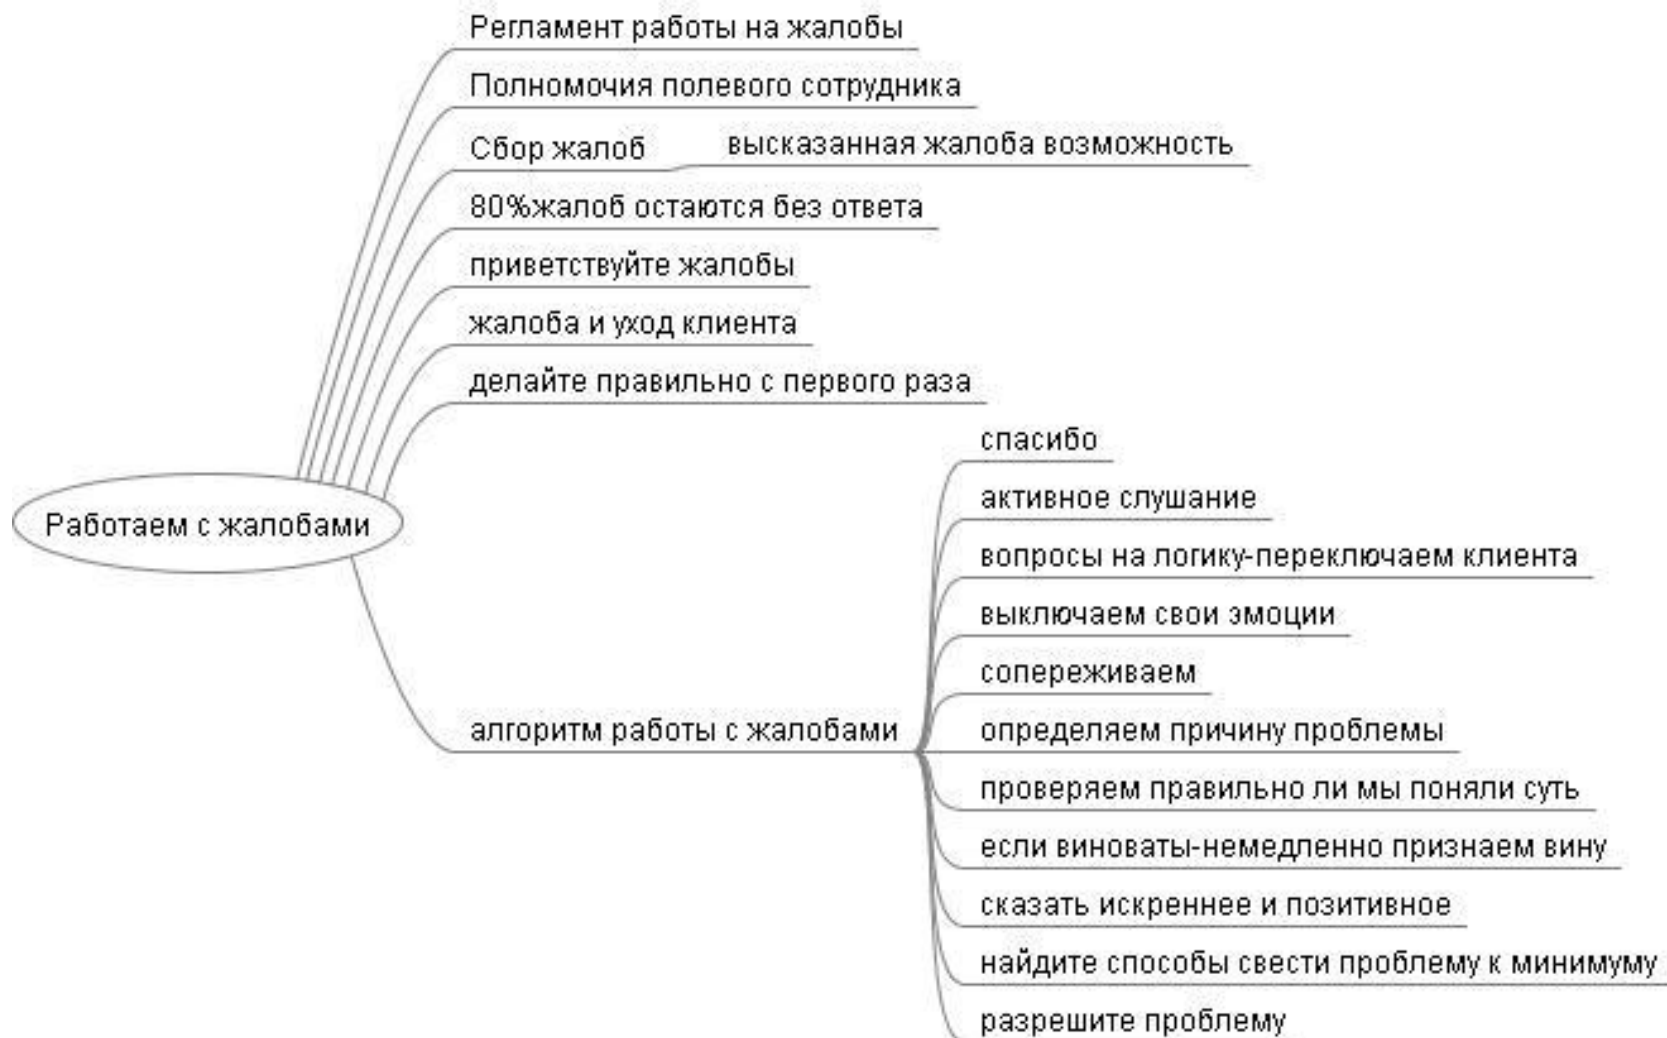 Регламент работы на жалобы
Полномочия полевого сотрудника
Сбор жалоб
высказанная жалоба возможность
80%жалоб остаются без ответа
приветствуйте жалобы
жалоба и уход клиента
делайте правильно с первого раза
Работаем с жалобами
алгоритм работы с жалобами
спасибо
активное слушание
вопросы на логику-переключаем клиента
выключаем свои эмоции
сопереживаем
определяем причину проблемы
проверяем правильно ли мы поняли суть
если виноваты-немедленно признаем вину
сказать искреннее и позитивное
найдите способы свести проблему к минимуму
разрешите проблему